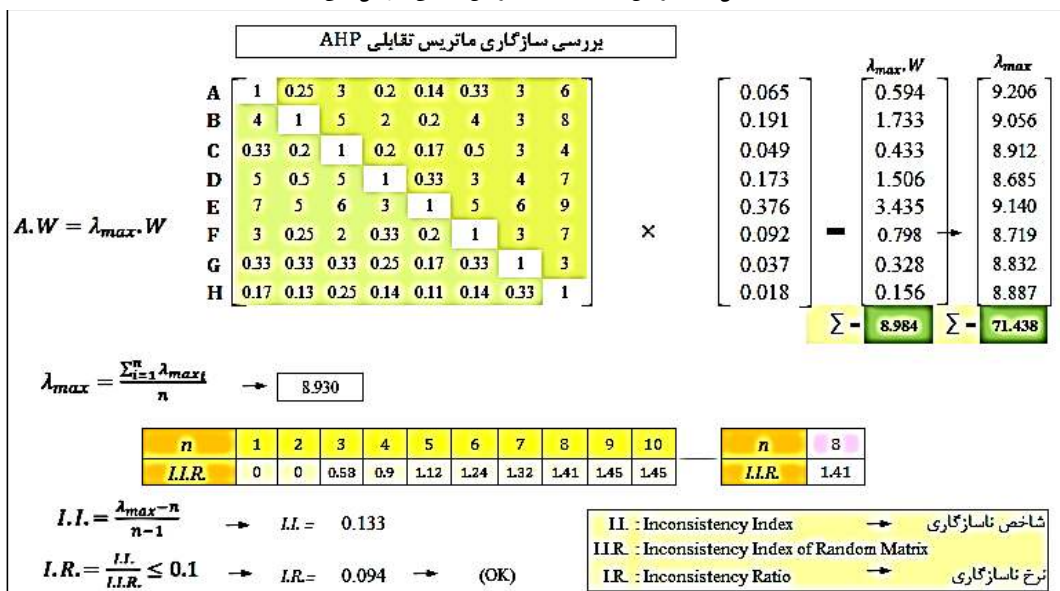 بررسی سازگاری ماتریس تقابلی AHP
λmax.W λmax
A 1 0.25 3 0.2 0.14 0.33 3 6 0.065 0.594 9.206
B 4 1 5 2 0.2 4 3 8 0.191 1.733 9.056
C 0.33 0.2 1 0.2 0.17 0.5 3 4 0.049 0.433 8.912
D 5 0.5 5 1 0.33 3 4 7 0.173 1.506 8.685
E 7 5 6 3 1 5 6 9 0.376 3.435 9.140
A.W = λmax.W
F 3 0.25 2 0.33 0.2 1 3 7 × 0.092 = 0.798 → 8.719
G 0.33 0.33 0.33 0.25 0.17 0.33 1 3 0.037 0.328 8.832
H 0.17 0.13 0.25 0.14 0.11 0.14 0.33 1 0.018 0.156 8.887
∑ = 8.984 ∑ = 71.438
λmax = ∑ⁿi=1 λmaxi / n → 8.930
n 1 2 3 4 5 6 7 8 9 10 n 8
I.I.R. 0 0 0.58 0.9 1.12 1.24 1.32 1.41 1.45 1.45 I.I.R. 1.41
I.I. = λmax−n / n−1 → I.I. = 0.133
I.R. = I.I. / I.I.R. ≤ 0.1 → I.R. = 0.094 → (OK)
I.I. : Inconsistency Index → شاخص ناسازگاری
I.I.R. : Inconsistency Index of Random Matrix
I.R. : Inconsistency Ratio → نرخ ناسازگاری